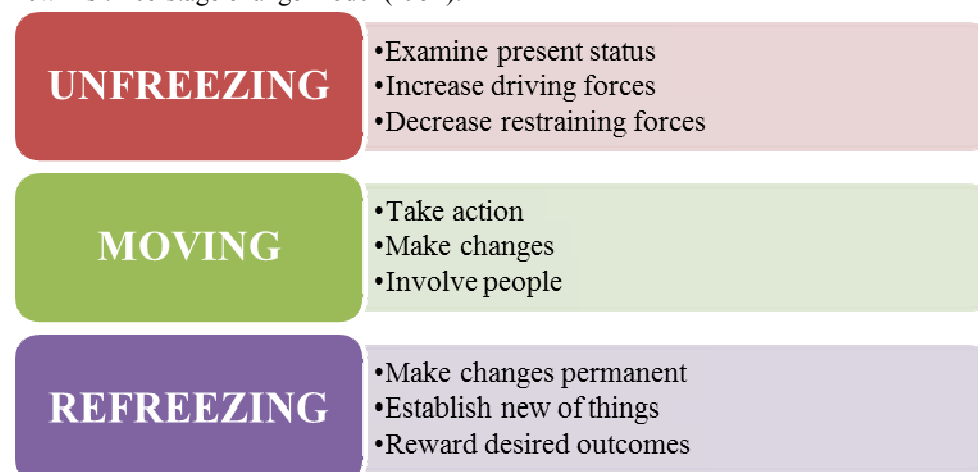 UNFREEZING
•Examine present status
•Increase driving forces
•Decrease restraining forces
MOVING
•Take action
•Make changes
•Involve people
REFREEZING
•Make changes permanent
•Establish new of things
•Reward desired outcomes